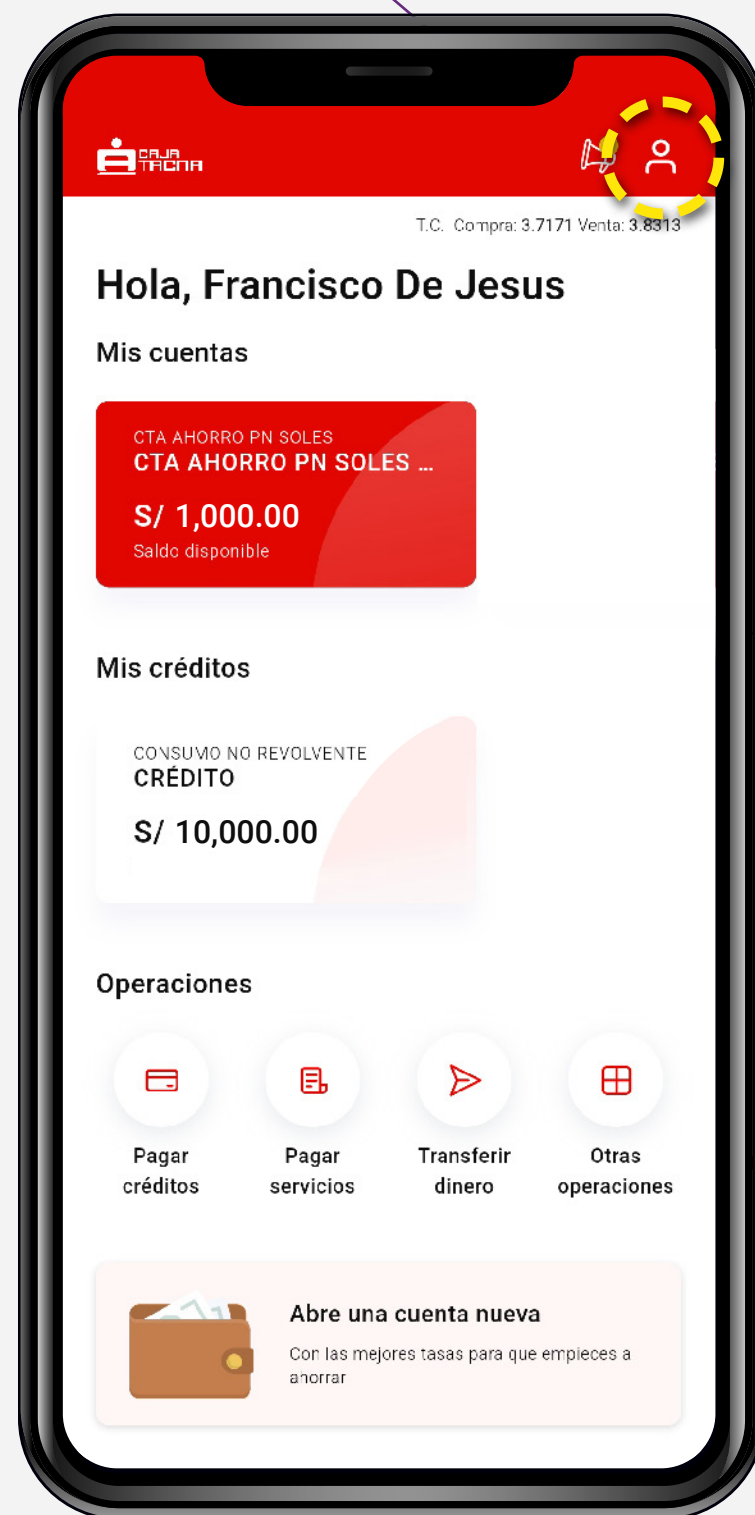 CAJA
TACNA
T.C. Compra: 3.7171 Venta: 3.8313
Hola, Francisco De Jesus
Mis cuentas
CTA AHORRO PN SOLES
CTA AHORRO PN SOLES ...
S/ 1,000.00
Saldo disponible
Mis créditos
CONSUMO NO REVOLVENTE
CRÉDITO
S/ 10,000.00
Operaciones
Pagar créditos
Pagar servicios
Transferir dinero
Otras operaciones
Abre una cuenta nueva
Con las mejores tasas para que empieces a
ahorrar